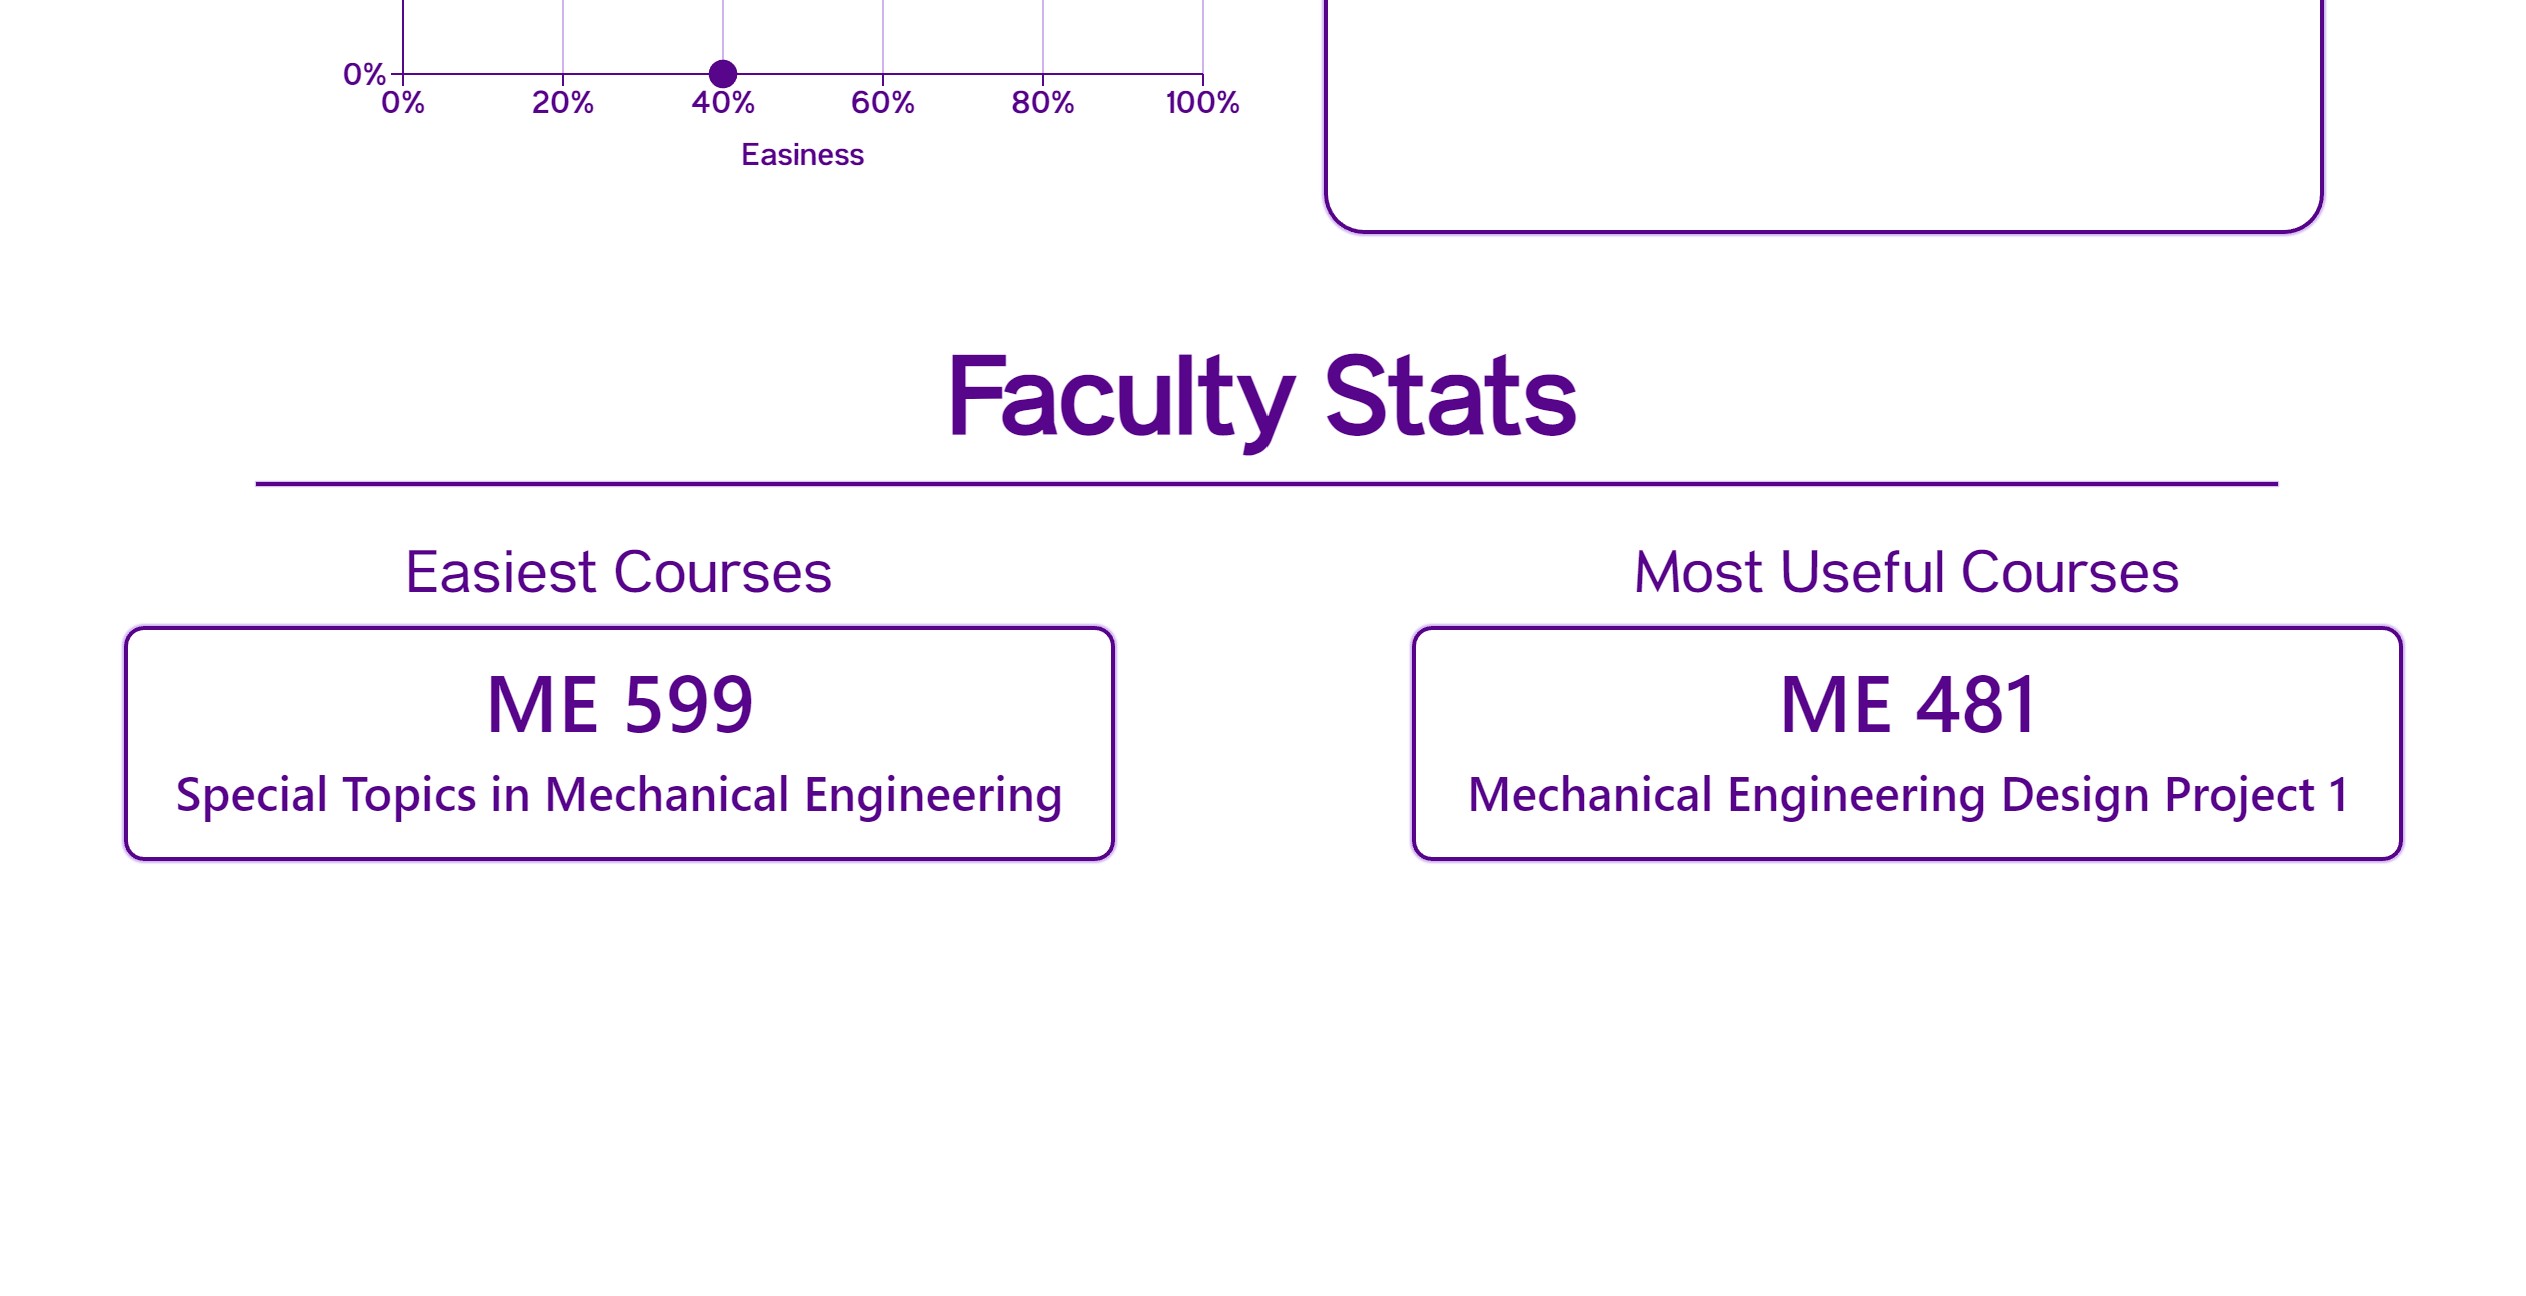 0%
0% 20% 40% 60% 80% 100%
Easiness
Faculty Stats
Easiest Courses
Most Useful Courses
ME 599
Special Topics in Mechanical Engineering
ME 481
Mechanical Engineering Design Project 1